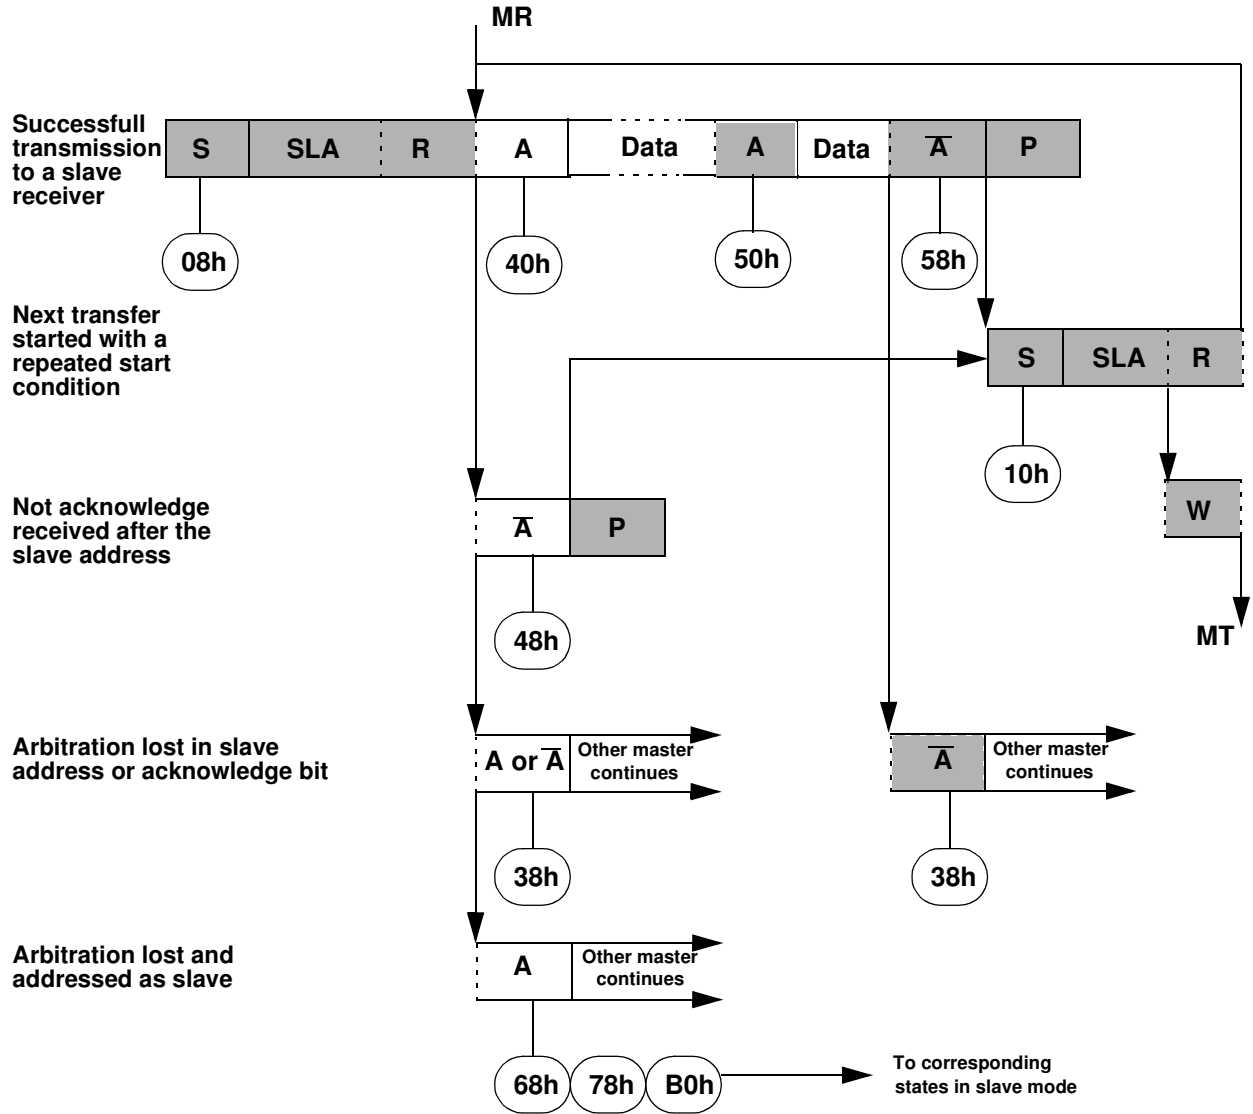 MR
Successfull
transmission
to a slave
receiver
S SLA R A Data A Data A̅ P
08h 40h 50h 58h
Next transfer
started with a
repeated start
condition
S SLA R
10h
Not acknowledge
received after the
slave address
A̅ P
W
48h
MT
Arbitration lost in slave
address or acknowledge bit
A or A̅
Other master
continues
A̅
Other master
continues
38h 38h
Arbitration lost and
addressed as slave
A
Other master
continues
68h 78h B0h
To corresponding
states in slave mode